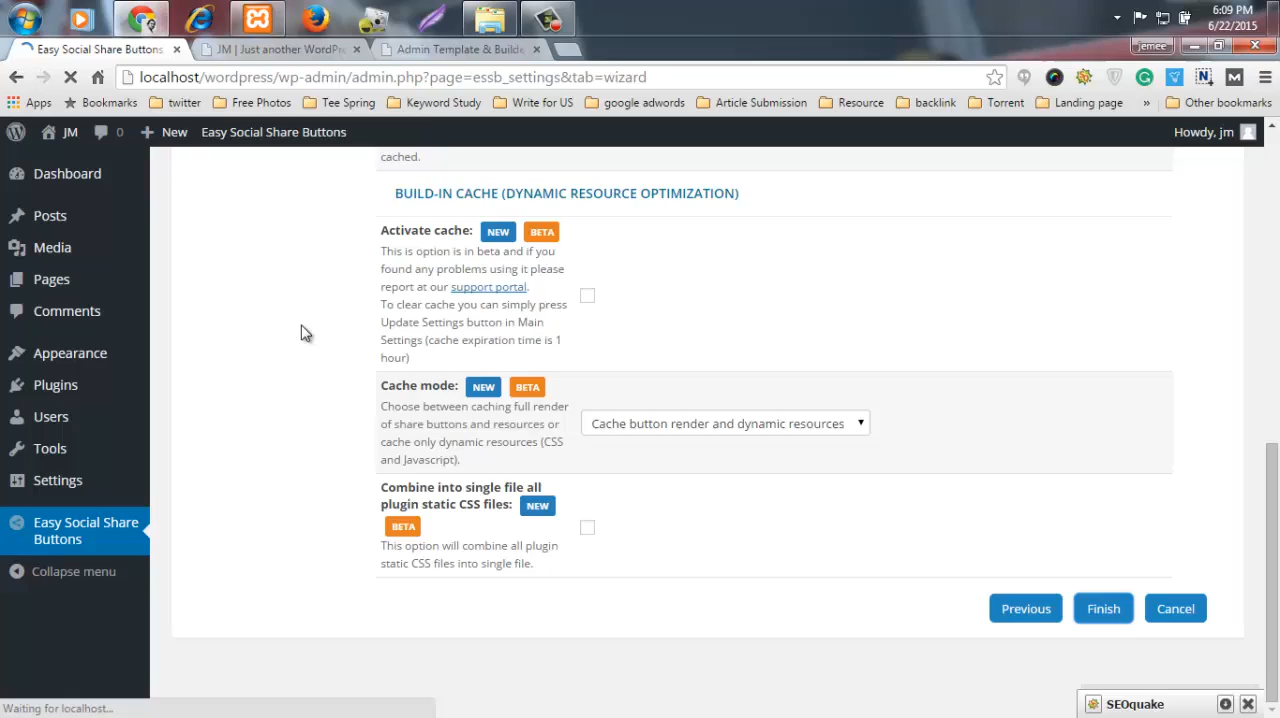 6:09 PM
6/22/2015
Easy Social Share Buttons
JM | Just another WordPre
Admin Template & Builde
jemee
localhost/wordpress/wp-admin/admin.php?page=essb_settings&tab=wizard
Apps Bookmarks twitter Free Photos Tee Spring Keyword Study Write for US google adwords Article Submission Resource backlink Torrent Landing page » Other bookmarks
JM 0 New Easy Social Share Buttons Howdy, jm
Dashboard
Posts
Media
Pages
Comments
Appearance
Plugins
Users
Tools
Settings
Easy Social Share
Buttons
Collapse menu
cached.
BUILD-IN CACHE (DYNAMIC RESOURCE OPTIMIZATION)
Activate cache: NEW BETA
This is option is in beta and if you
found any problems using it please
report at our support portal.
To clear cache you can simply press
Update Settings button in Main
Settings (cache expiration time is 1
hour)
Cache mode: NEW BETA
Choose between caching full render
of share buttons and resources or
cache only dynamic resources (CSS
and Javascript).
Cache button render and dynamic resources
Combine into single file all
plugin static CSS files: NEW
BETA
This option will combine all plugin
static CSS files into single file.
Previous Finish Cancel
Waiting for localhost...
SEOquake